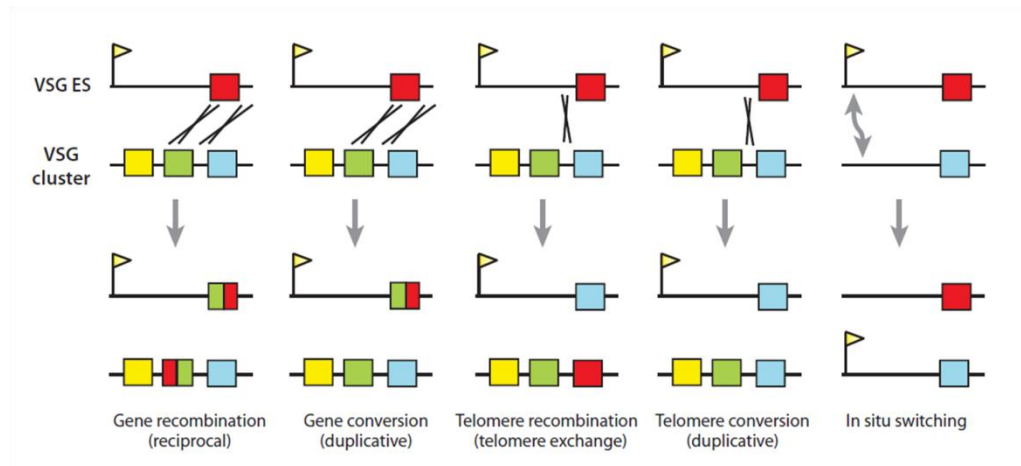 VSG ES
VSG
cluster
Gene recombination
(reciprocal)
Gene conversion
(duplicative)
Telomere recombination
(telomere exchange)
Telomere conversion
(duplicative)
In situ switching